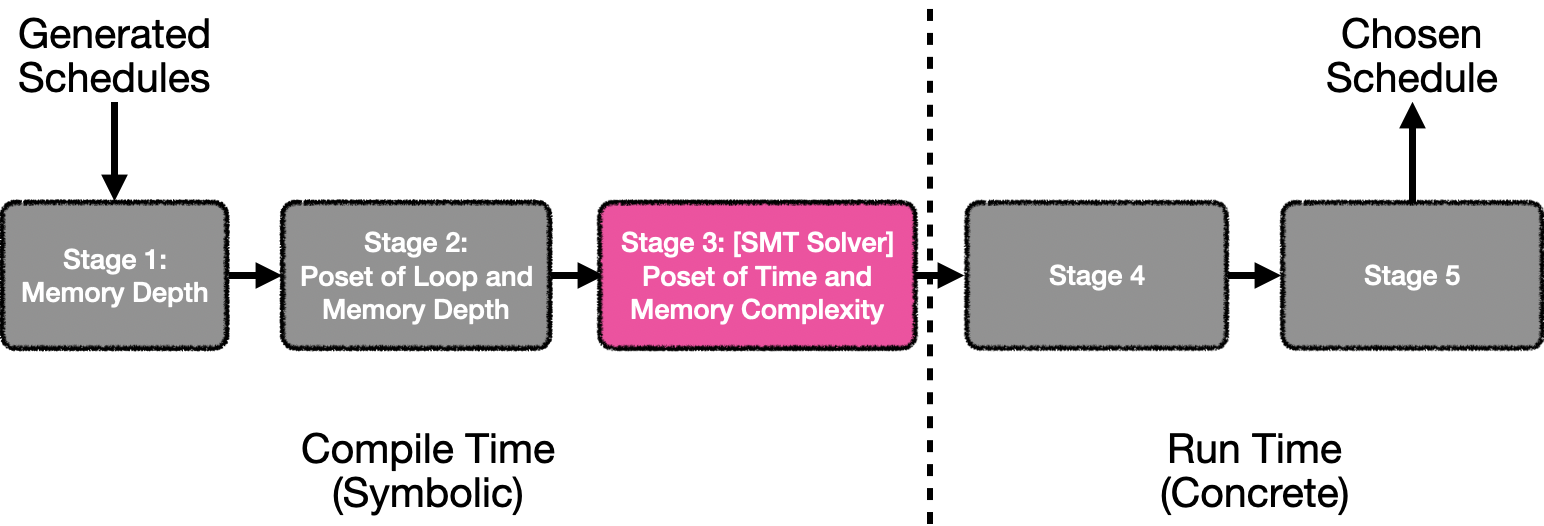 Generated
Schedules
Chosen
Schedule
Stage 1:
Memory Depth
Stage 2:
Poset of Loop and
Memory Depth
Stage 3: [SMT Solver]
Poset of Time and
Memory Complexity
Stage 4
Stage 5
Compile Time
(Symbolic)
Run Time
(Concrete)